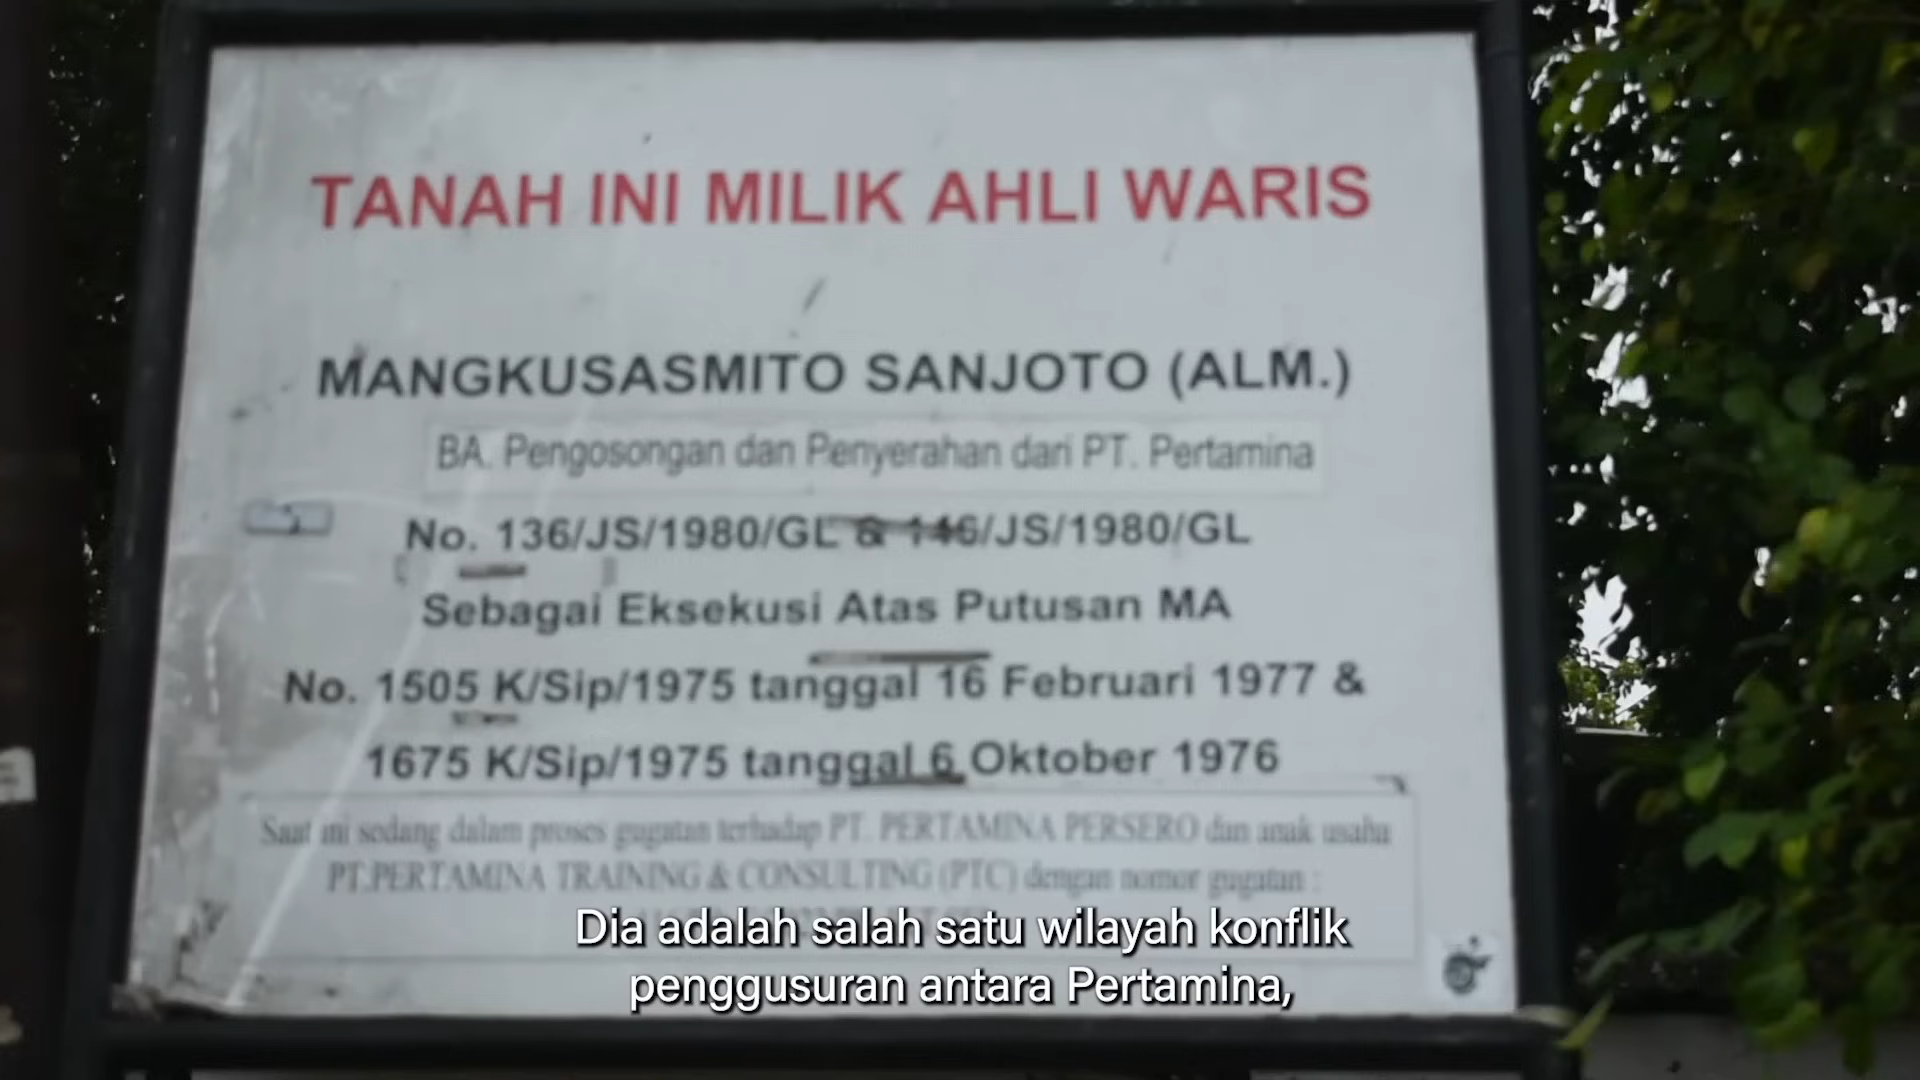 TANAH INI MILIK AHLI WARIS
MANGKUSASMITO SANJOTO (ALM.)
BA. Pengosongan dan Penyerahan dari PT. Pertamina
No. 136/JS/1980/GL & 146/JS/1980/GL
Sebagai Eksekusi Atas Putusan MA
No. 1505 K/Sip/1975 tanggal 16 Februari 1977 &
1675 K/Sip/1975 tanggal 6 Oktober 1976
Saat ini sedang dalam proses gugatan terhadap PT. PERTAMINA PERSERO dan anak usaha
PT.PERTAMINA TRAINING & CONSULTING (PTC) dengan nomor gugatan :
Dia adalah salah satu wilayah konflik
penggusuran antara Pertamina,